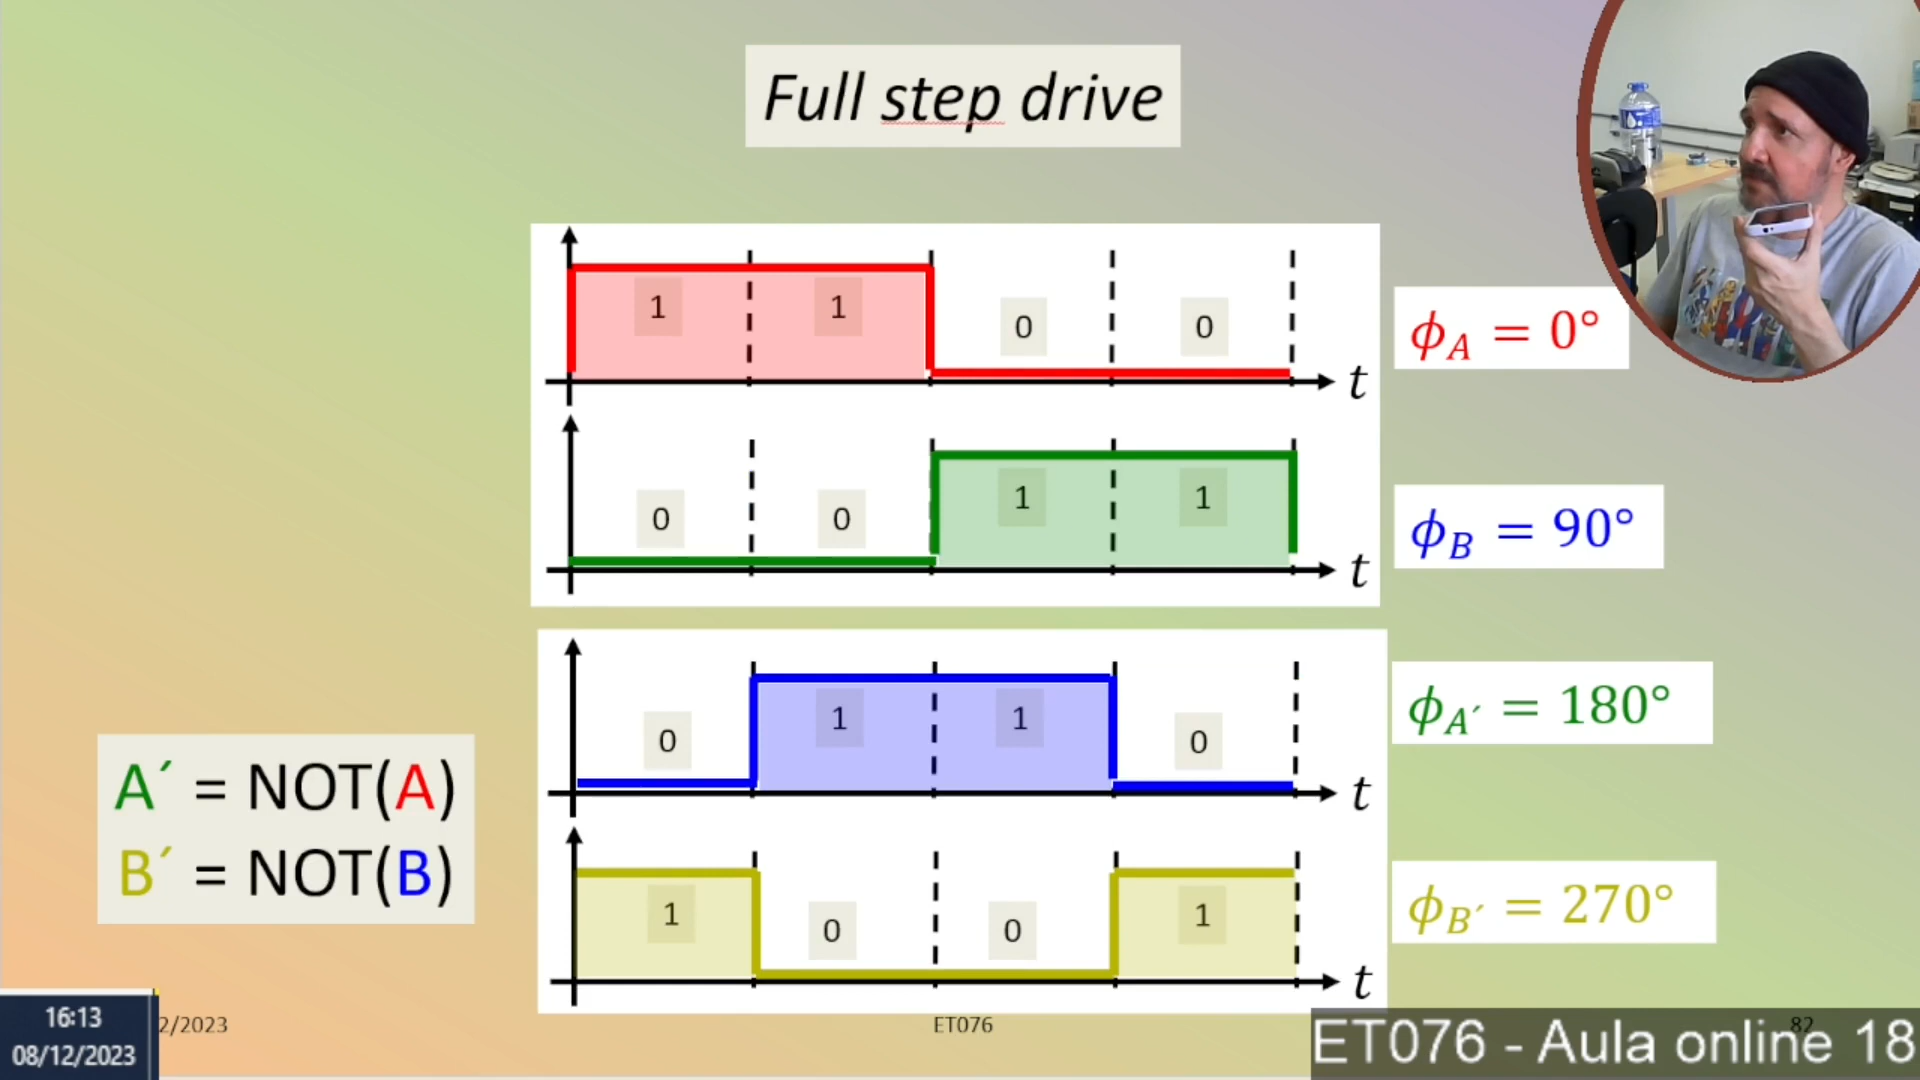 Full step drive
1 1 0 0
t
ϕA = 0°
0 0 1 1
t
ϕB = 90°
0 1 1 0
t
ϕA´ = 180°
A´ = NOT(A)
B´ = NOT(B)
1 0 0 1
t
ϕB´ = 270°
16:13
08/12/2023
2/2023
ET076
82
ET076 - Aula online 18